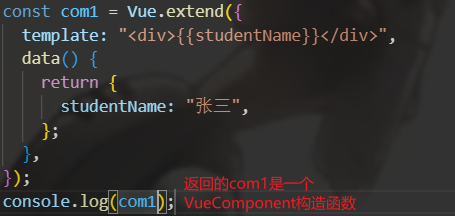 const com1 = Vue.extend({
  template: "<div>{{studentName}}</div>",
  data() {
    return {
      studentName: "张三",
    };
  },
});
console.log(com1);
返回的com1是一个
VueComponent构造函数